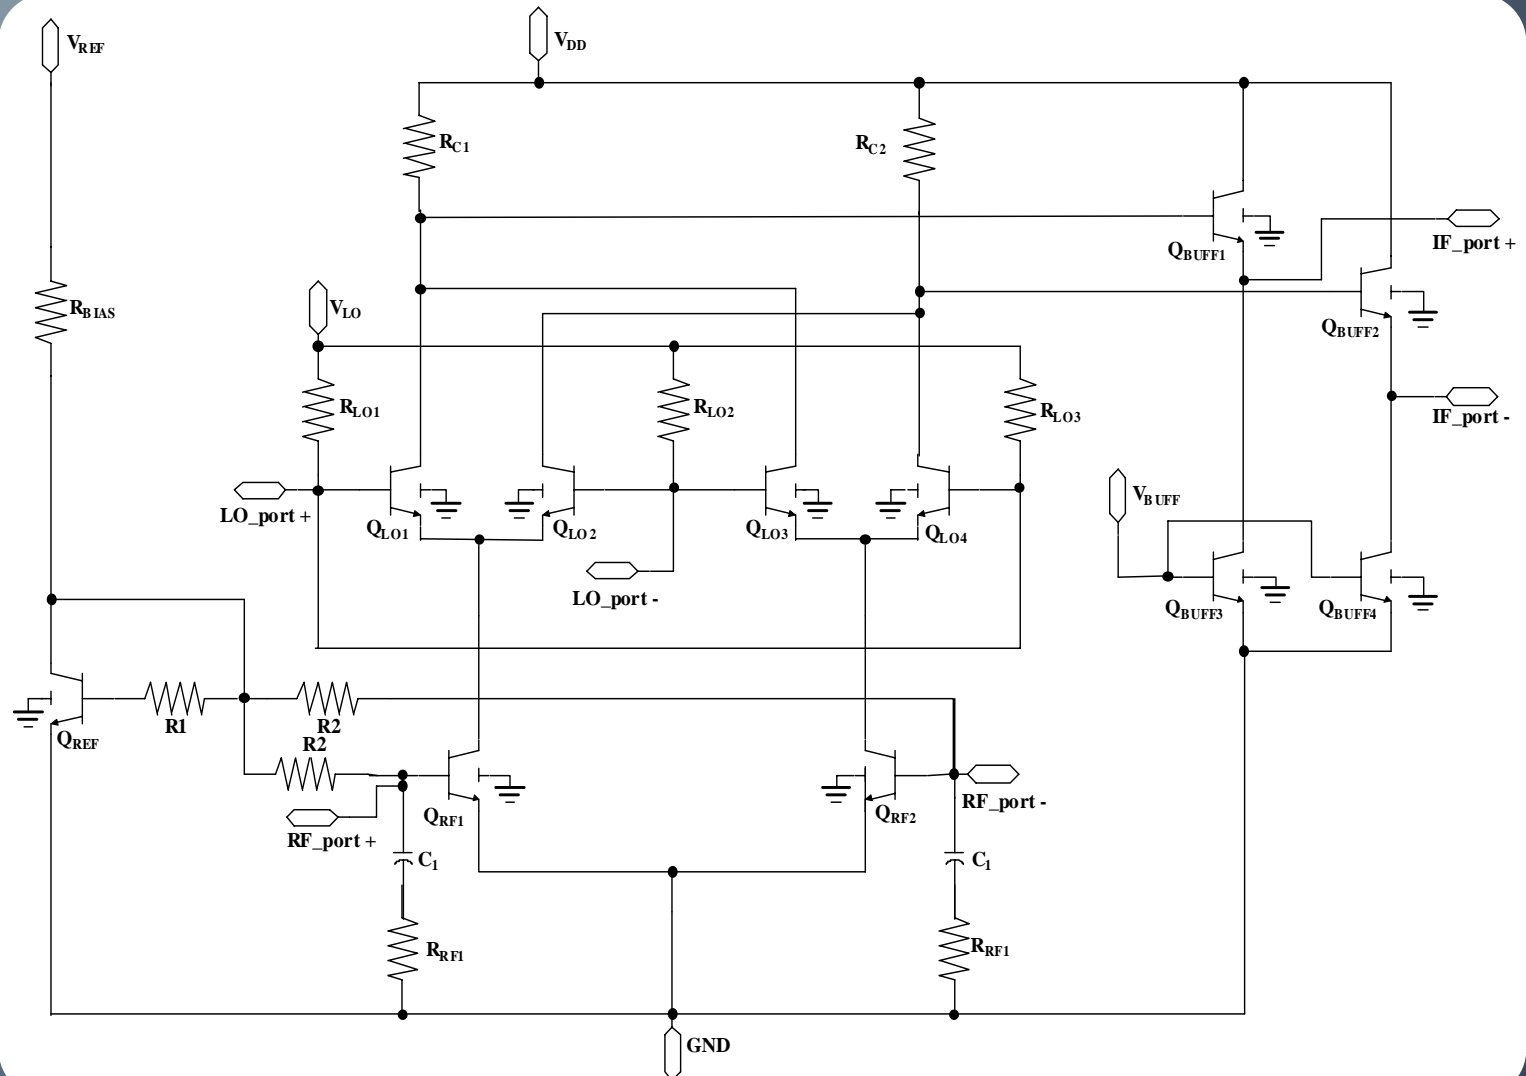 VREF
VDD
RC1
RC2
QBUFF1
IF_port +
RBIAS
VLO
QBUFF2
RLO1
RLO2
RLO3
IF_port -
LO_port +
QLO1
QLO2
QLO3
QLO4
VBUFF
LO_port -
QBUFF3
QBUFF4
R1
R2
QREF
R2
RF_port +
QRF1
QRF2
RF_port -
C1
C1
RRF1
RRF1
GND